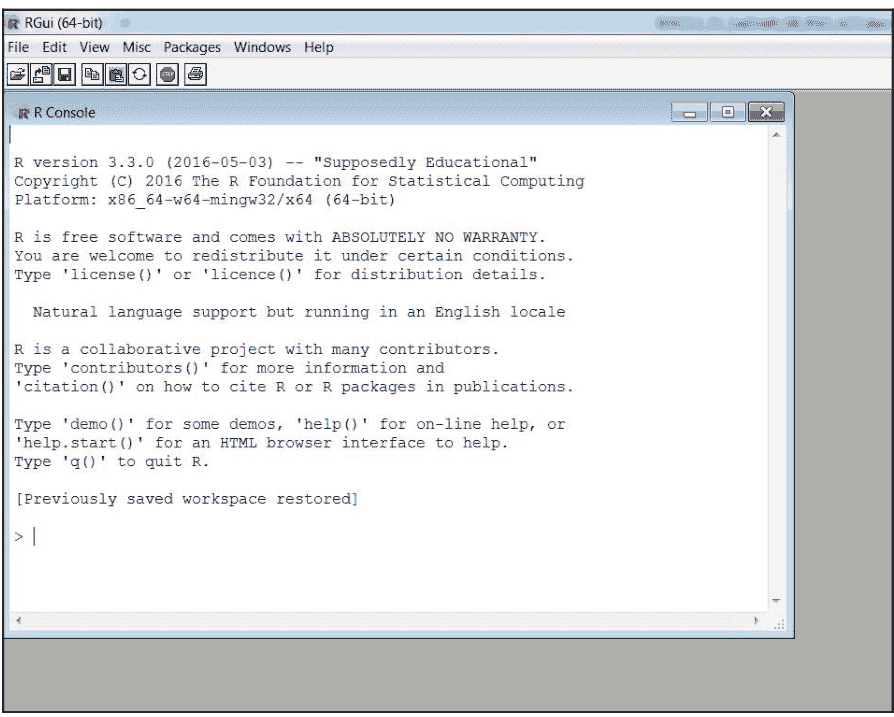 RGui (64-bit)
File Edit View Misc Packages Windows Help
STOP
R Console
R version 3.3.0 (2016-05-03) -- "Supposedly Educational"
Copyright (C) 2016 The R Foundation for Statistical Computing
Platform: x86_64-w64-mingw32/x64 (64-bit)
R is free software and comes with ABSOLUTELY NO WARRANTY.
You are welcome to redistribute it under certain conditions.
Type 'license()' or 'licence()' for distribution details.
Natural language support but running in an English locale
R is a collaborative project with many contributors.
Type 'contributors()' for more information and
'citation()' on how to cite R or R packages in publications.
Type 'demo()' for some demos, 'help()' for on-line help, or
'help.start()' for an HTML browser interface to help.
Type 'q()' to quit R.
[Previously saved workspace restored]
>